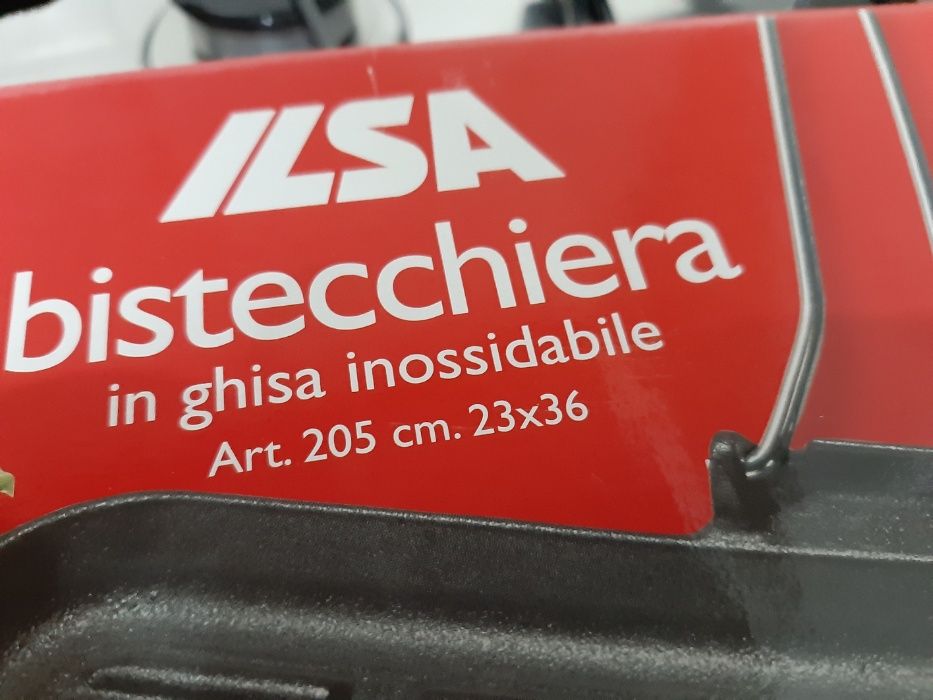 ILSA
bistecchiera
in ghisa inossidabile
Art. 205 cm. 23x36